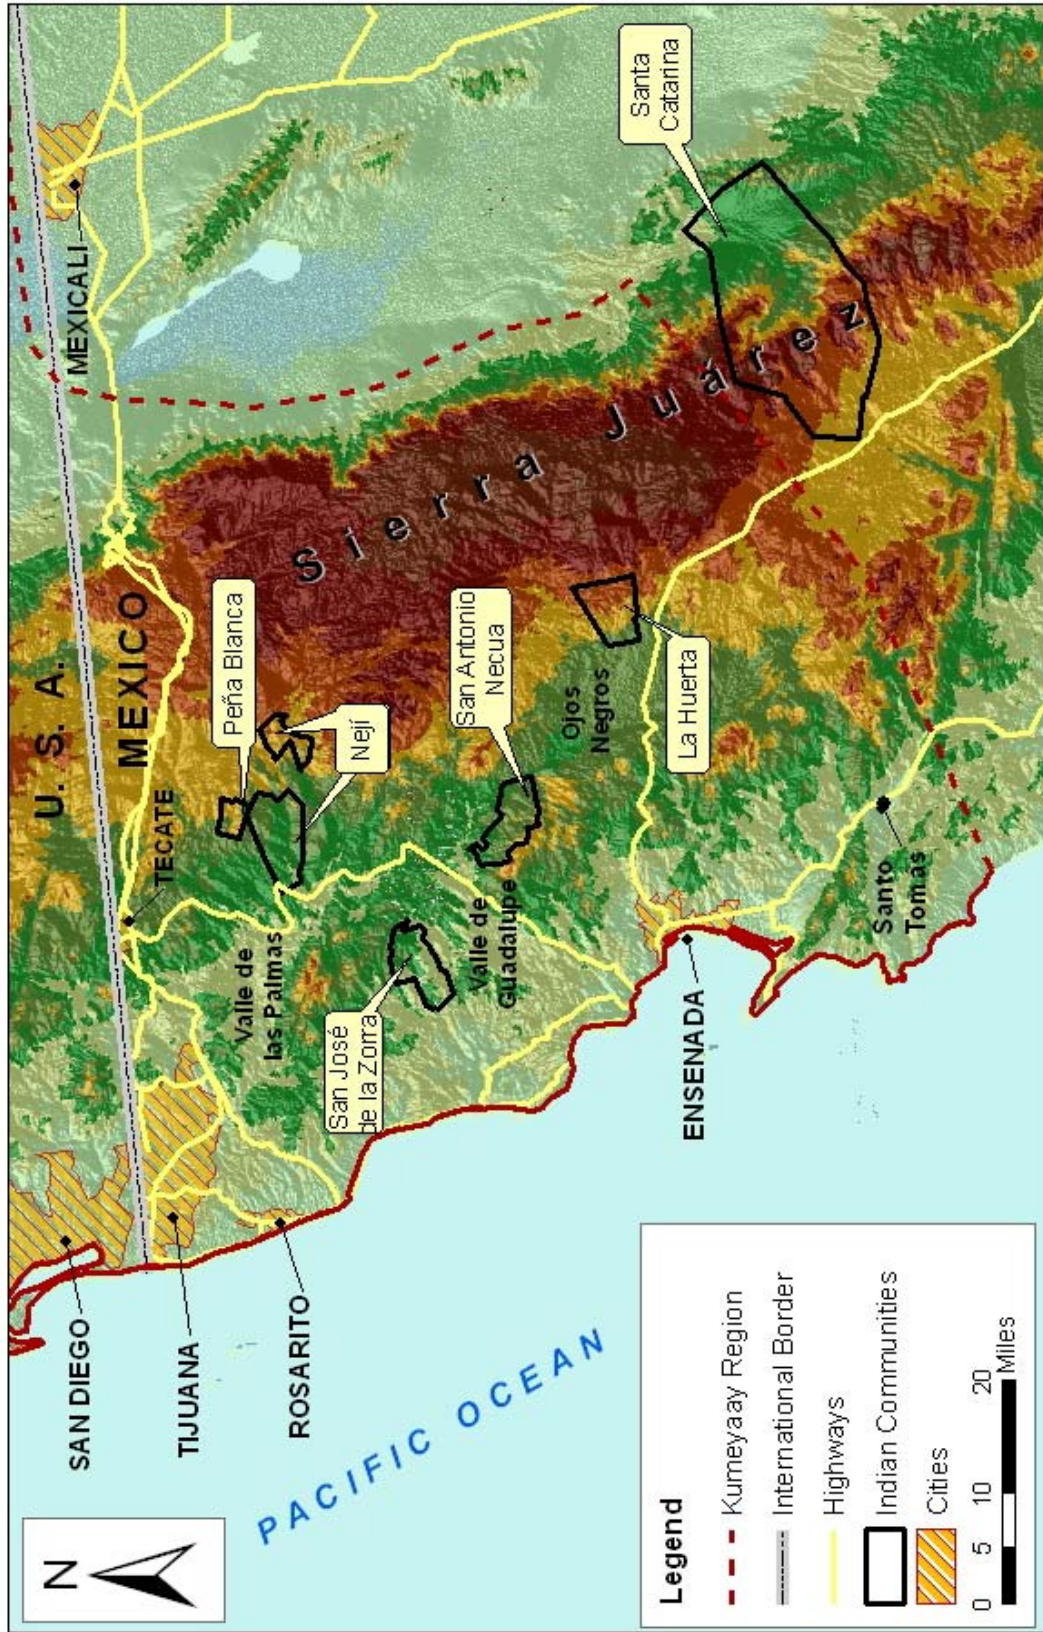 N
SAN DIEGO
TIJUANA
ROSARITO
PACIFIC OCEAN
U. S. A.
MEXICO
TECATE
MEXICALI
Peña Blanca
Nejí
Valle de
las Palmas
San José
de la Zorra
Valle de
Guadalupe
San Antonio
Necua
Sierra Juárez
Ojos
Negros
La Huerta
ENSENADA
Santo
Tomás
Santa
Catarina
Legend
Kumeyaay Region
International Border
Highways
Indian Communities
Cities
0 5 10 20
Miles